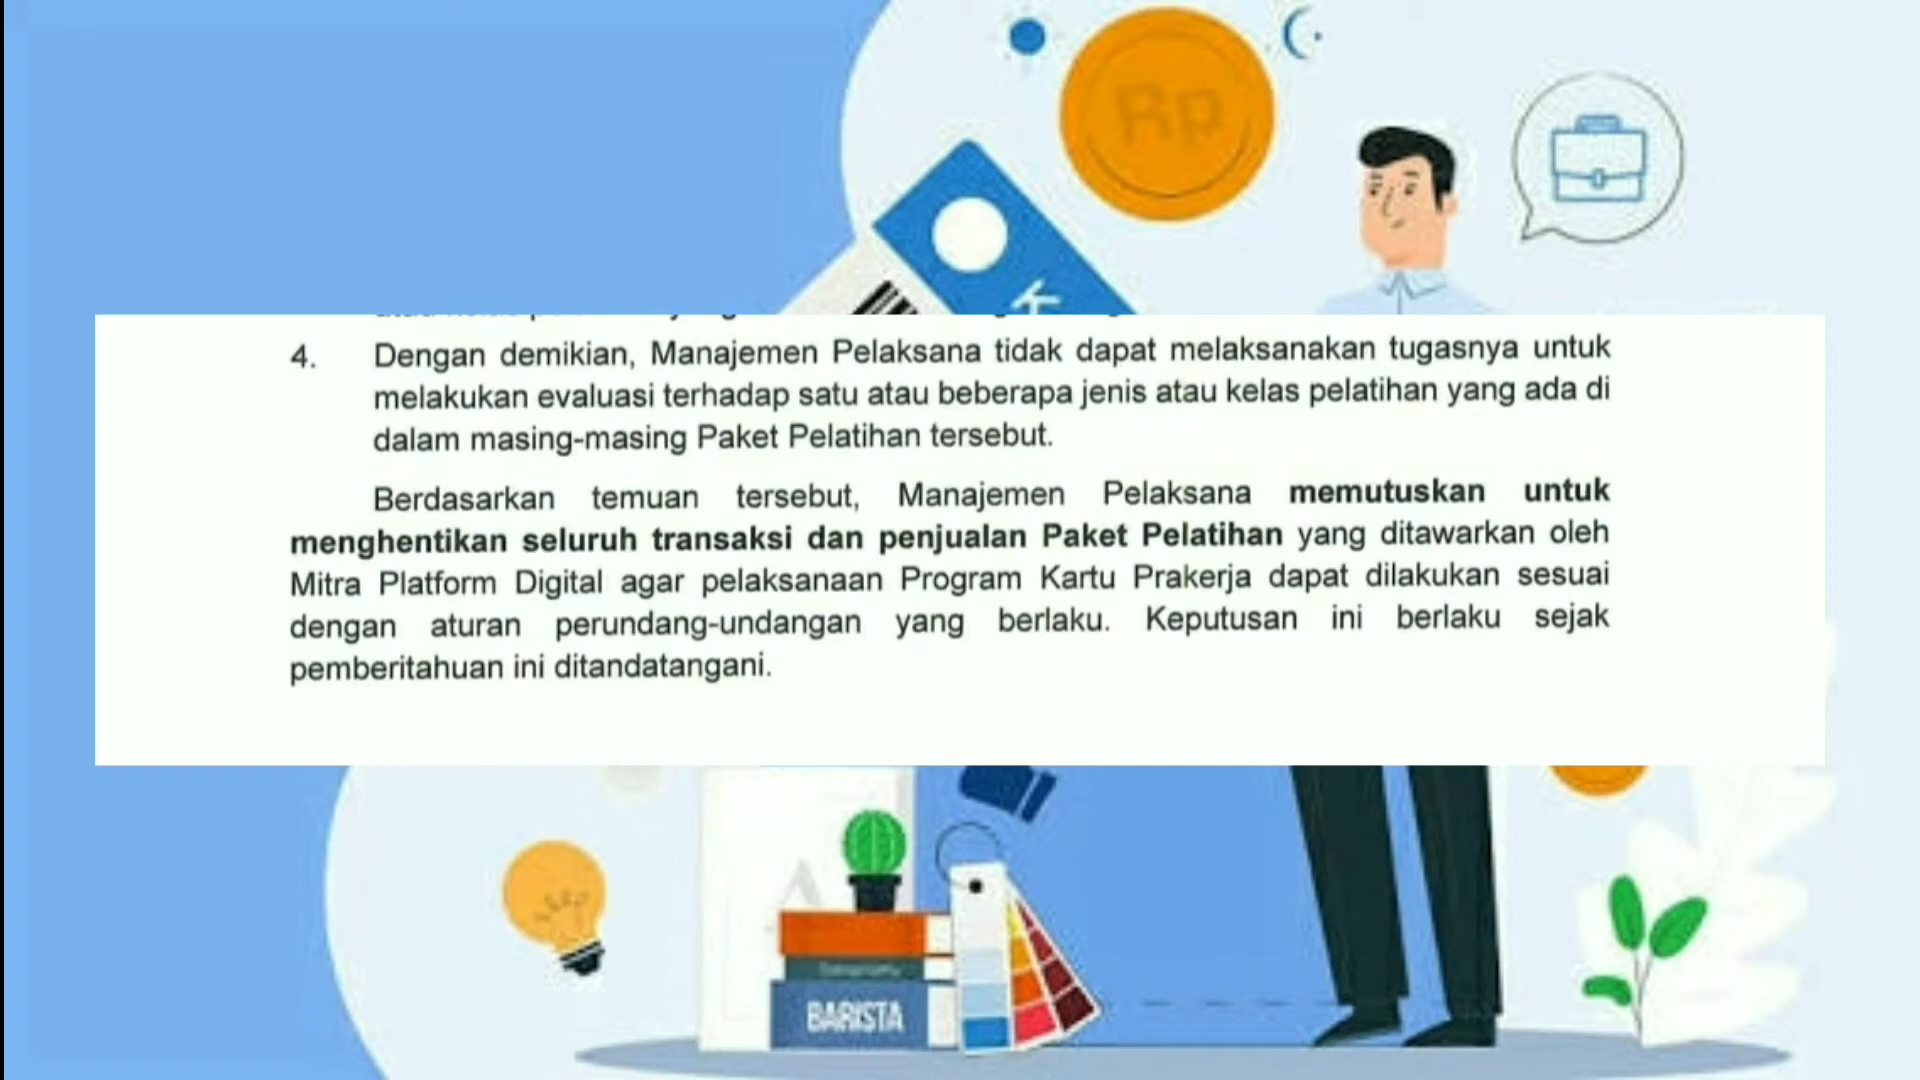 Rp
4. Dengan demikian, Manajemen Pelaksana tidak dapat melaksanakan tugasnya untuk
melakukan evaluasi terhadap satu atau beberapa jenis atau kelas pelatihan yang ada di
dalam masing-masing Paket Pelatihan tersebut.
Berdasarkan temuan tersebut, Manajemen Pelaksana memutuskan untuk
menghentikan seluruh transaksi dan penjualan Paket Pelatihan yang ditawarkan oleh
Mitra Platform Digital agar pelaksanaan Program Kartu Prakerja dapat dilakukan sesuai
dengan aturan perundang-undangan yang berlaku. Keputusan ini berlaku sejak
pemberitahuan ini ditandatangani.
BARISTA